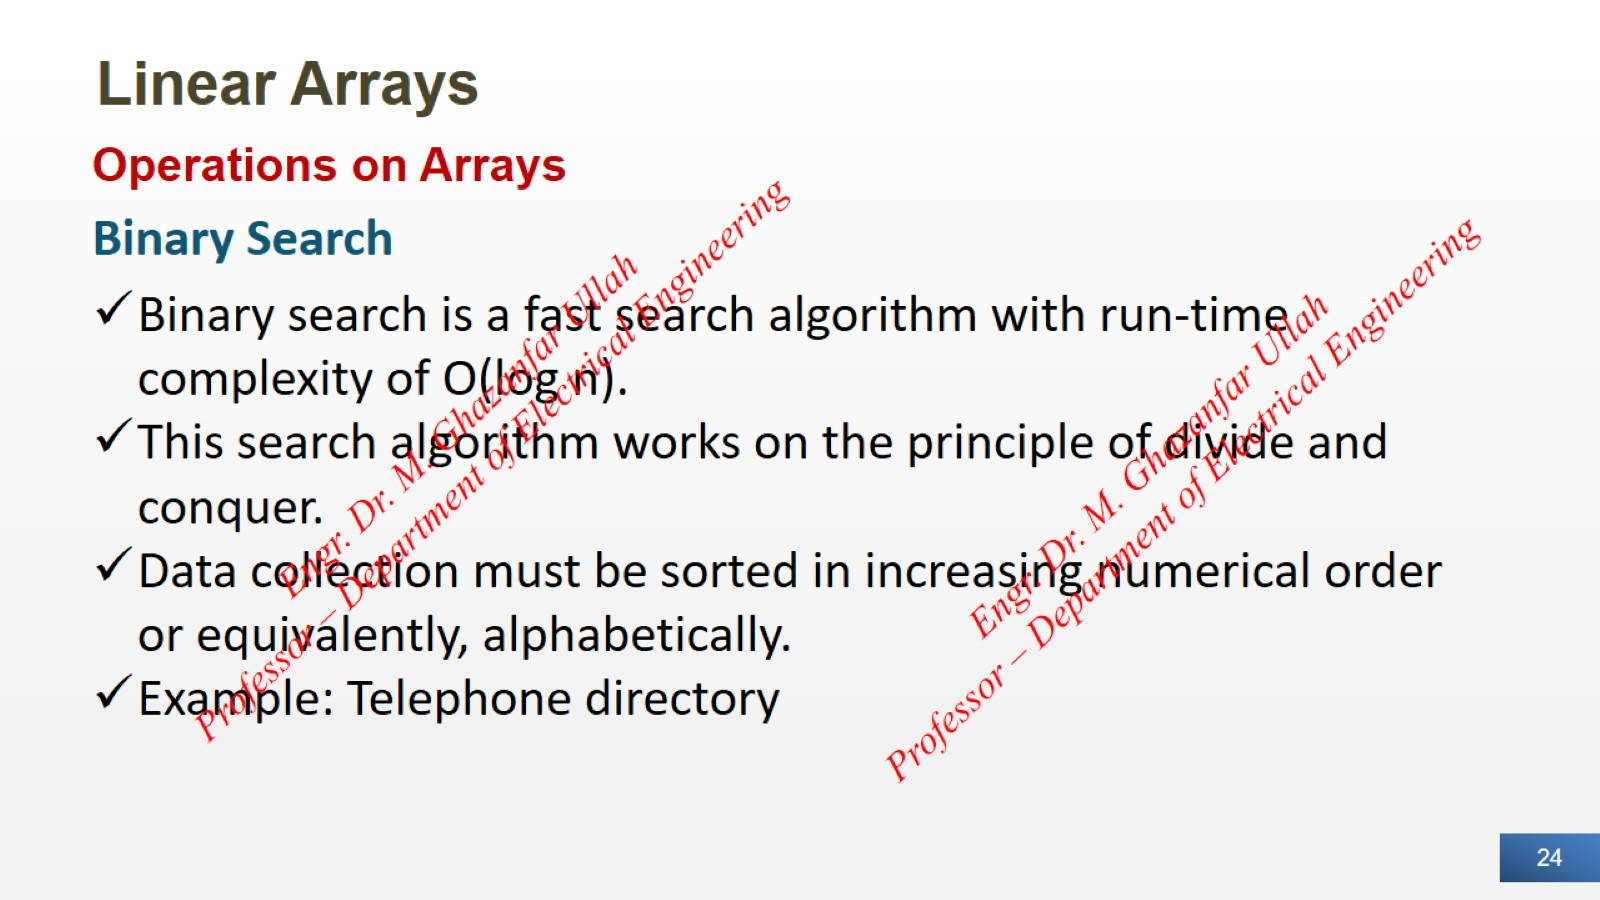 Linear Arrays
Operations on Arrays
Binary Search
✓Binary search is a fast search algorithm with run-time
complexity of O(log n).
✓This search algorithm works on the principle of divide and
conquer.
✓Data collection must be sorted in increasing numerical order
or equivalently, alphabetically.
✓Example: Telephone directory
Engr. Dr. M. Ghazanfar Ullah
Professor – Department of Electrical Engineering
Engr. Dr. M. Ghazanfar Ullah
Professor – Department of Electrical Engineering
24